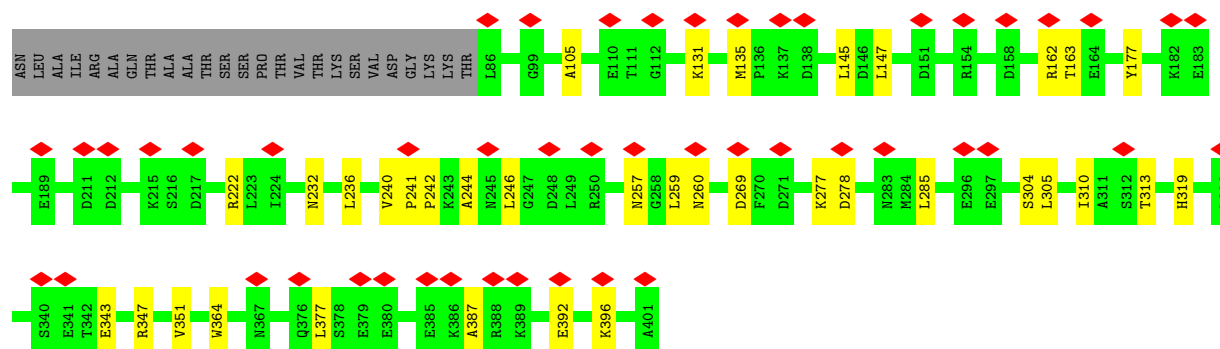 ASN LEU ALA ILE ARG ALA GLN THR ALA ALA THR SER SER PRO THR VAL THR LYS SER VAL ASP GLY LYS LYS THR L86 G99 A105 E110 T111 G112 K131 M135 P136 K137 D138 L145 D146 L147 D151 R154 D158 R162 T163 E164 Y177 K182 E183
E189 D211 D212 K215 S216 D217 R222 L223 I224 N232 L236 V240 P241 P242 K243 A244 N245 L246 G247 D248 L249 R250 N257 G258 L259 N260 D269 F270 D271 K277 D278 N283 M284 L285 E296 E297 S304 L305 I310 A311 S312 T313 H319
S340 E341 T342 E343 R347 V351 W364 N367 Q376 L377 S378 E379 E380 E385 K386 A387 R388 K389 E392 K396 A401